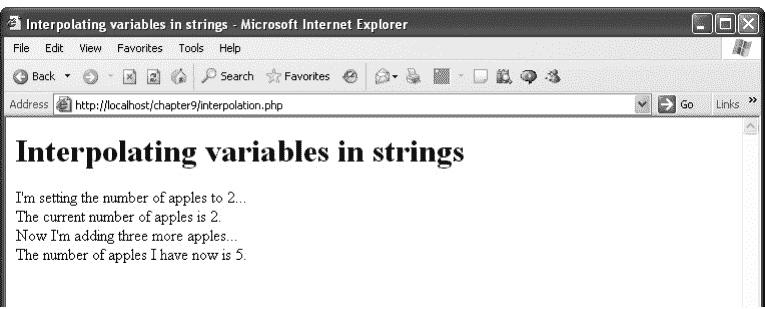 Interpolating variables in strings - Microsoft Internet Explorer
File Edit View Favorites Tools Help
Back Search Favorites
Address http://localhost/chapter9/interpolation.php Go Links »
Interpolating variables in strings
I'm setting the number of apples to 2...
The current number of apples is 2.
Now I'm adding three more apples...
The number of apples I have now is 5.